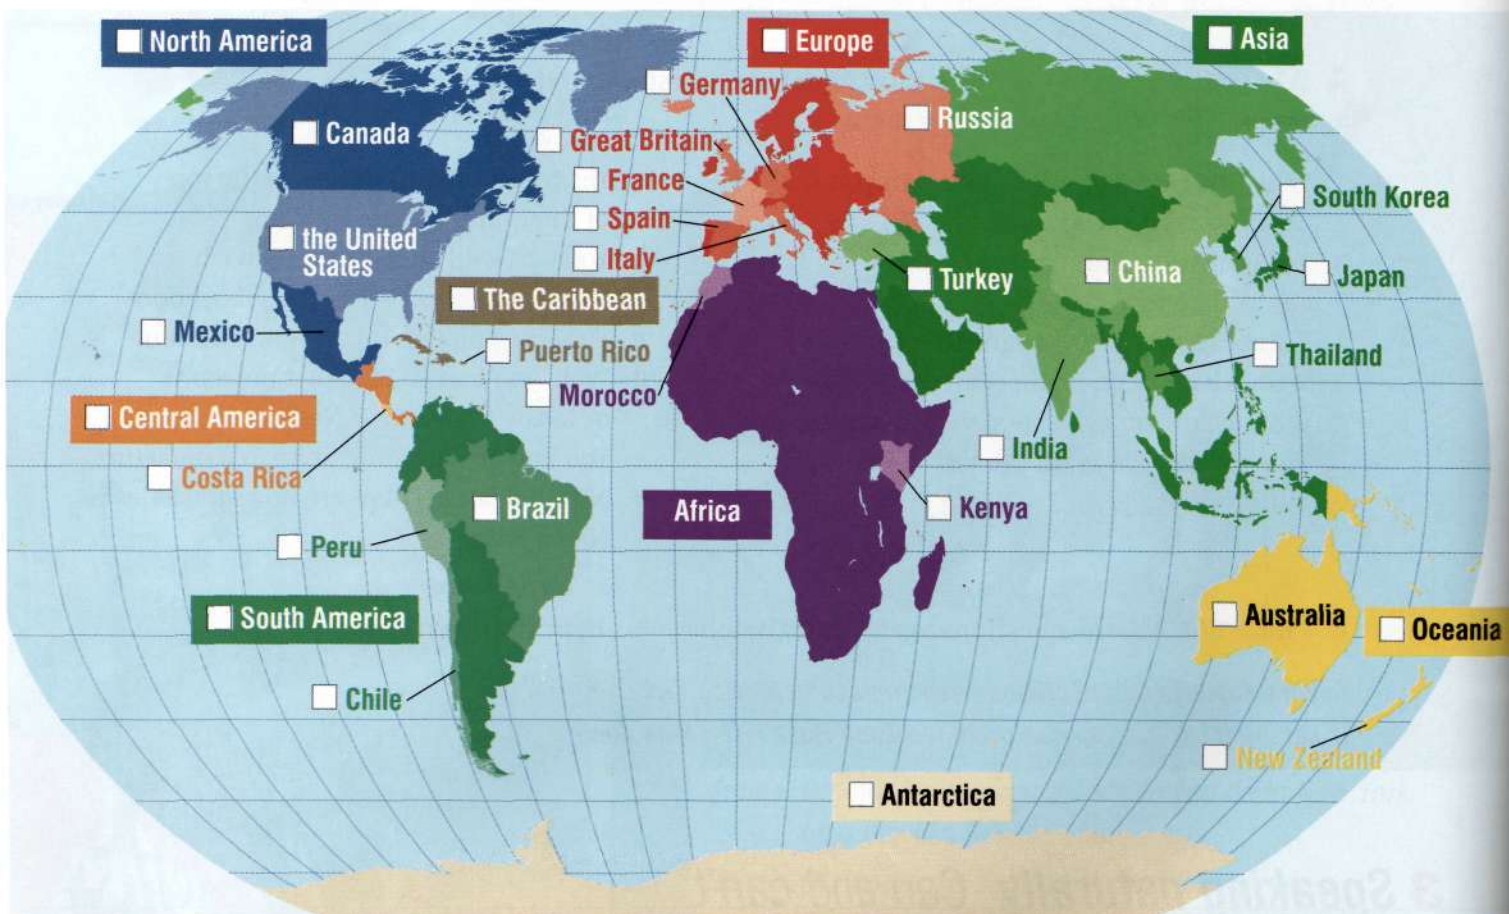 North America
Europe
Asia
Germany
Canada
Russia
Great Britain
France
South Korea
Spain
the United
States
Italy
Turkey
China
Japan
The Caribbean
Mexico
Puerto Rico
Thailand
Morocco
Central America
India
Costa Rica
Brazil
Africa
Kenya
Peru
South America
Australia
Oceania
Chile
New Zealand
Antarctica